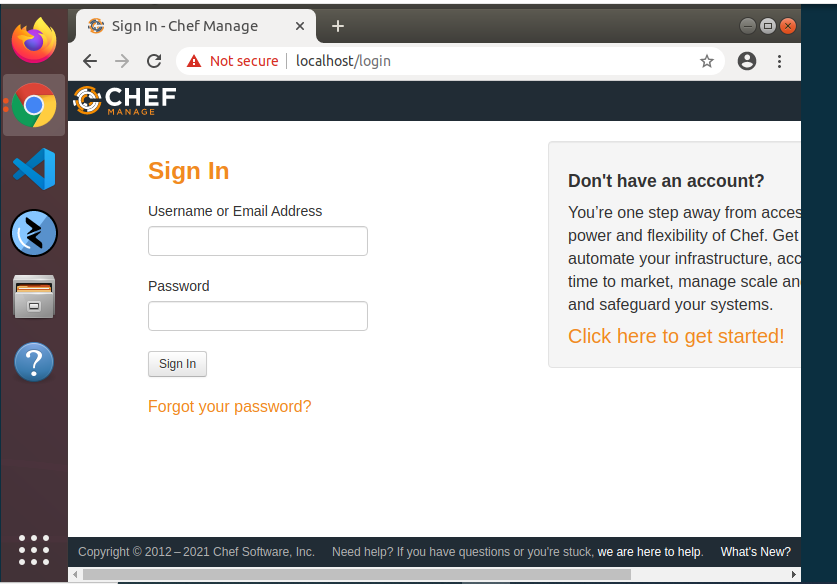 Sign In - Chef Manage
Not secure
localhost/login
CHEF
MANAGE
Sign In
Username or Email Address
Password
Sign In
Forgot your password?
Don't have an account?
You’re one step away from acces
power and flexibility of Chef. Get
automate your infrastructure, acc
time to market, manage scale an
and safeguard your systems.
Click here to get started!
Copyright © 2012 – 2021 Chef Software, Inc. Need help? If you have questions or you're stuck, we are here to help. What's New?